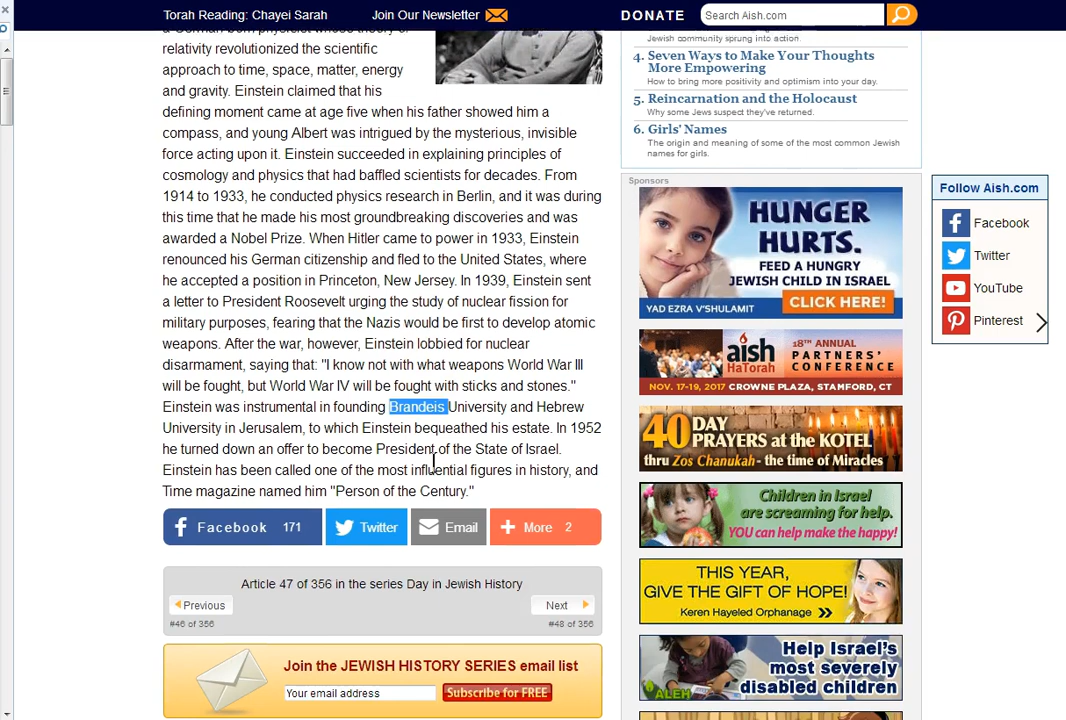 Torah Reading: Chayei Sarah
Join Our Newsletter
DONATE
Search Aish.com
relativity revolutionized the scientific
approach to time, space, matter, energy
and gravity. Einstein claimed that his
defining moment came at age five when his father showed him a
compass, and young Albert was intrigued by the mysterious, invisible
force acting upon it. Einstein succeeded in explaining principles of
cosmology and physics that had baffled scientists for decades. From
1914 to 1933, he conducted physics research in Berlin, and it was during
this time that he made his most groundbreaking discoveries and was
awarded a Nobel Prize. When Hitler came to power in 1933, Einstein
renounced his German citizenship and fled to the United States, where
he accepted a position in Princeton, New Jersey. In 1939, Einstein sent
a letter to President Roosevelt urging the study of nuclear fission for
military purposes, fearing that the Nazis would be first to develop atomic
weapons. After the war, however, Einstein lobbied for nuclear
disarmament, saying that: "I know not with what weapons World War III
will be fought, but World War IV will be fought with sticks and stones."
Einstein was instrumental in founding Brandeis University and Hebrew
University in Jerusalem, to which Einstein bequeathed his estate. In 1952
he turned down an offer to become President of the State of Israel.
Einstein has been called one of the most influential figures in history, and
Time magazine named him "Person of the Century."
Facebook 171
Twitter
Email
More 2
Article 47 of 356 in the series Day in Jewish History
Previous
Next
#46 of 356
#48 of 356
Join the JEWISH HISTORY SERIES email list
Your email address
Subscribe for FREE
Jewish community sprung into action.
4. Seven Ways to Make Your Thoughts
More Empowering
How to bring more positivity and optimism into your day.
5. Reincarnation and the Holocaust
Why some Jews suspect they've returned.
6. Girls' Names
The origin and meaning of some of the most common Jewish
names for girls.
Sponsors
HUNGER
HURTS.
FEED A HUNGRY
JEWISH CHILD IN ISRAEL
YAD EZRA V'SHULAMIT
CLICK HERE!
aish
HaTORAH
18TH ANNUAL
PARTNERS'
CONFERENCE
NOV. 17-19, 2017 CROWNE PLAZA, STAMFORD, CT
40 DAY
PRAYERS at the KOTEL
thru Zos Chanukah - the time of Miracles
Children in Israel
are screaming for help.
YOU can help make the happy!
THIS YEAR,
GIVE THE GIFT OF HOPE!
Keren Hayeled Orphanage
Help Israel's
most severely
disabled children
ALEH
Follow Aish.com
Facebook
Twitter
YouTube
Pinterest